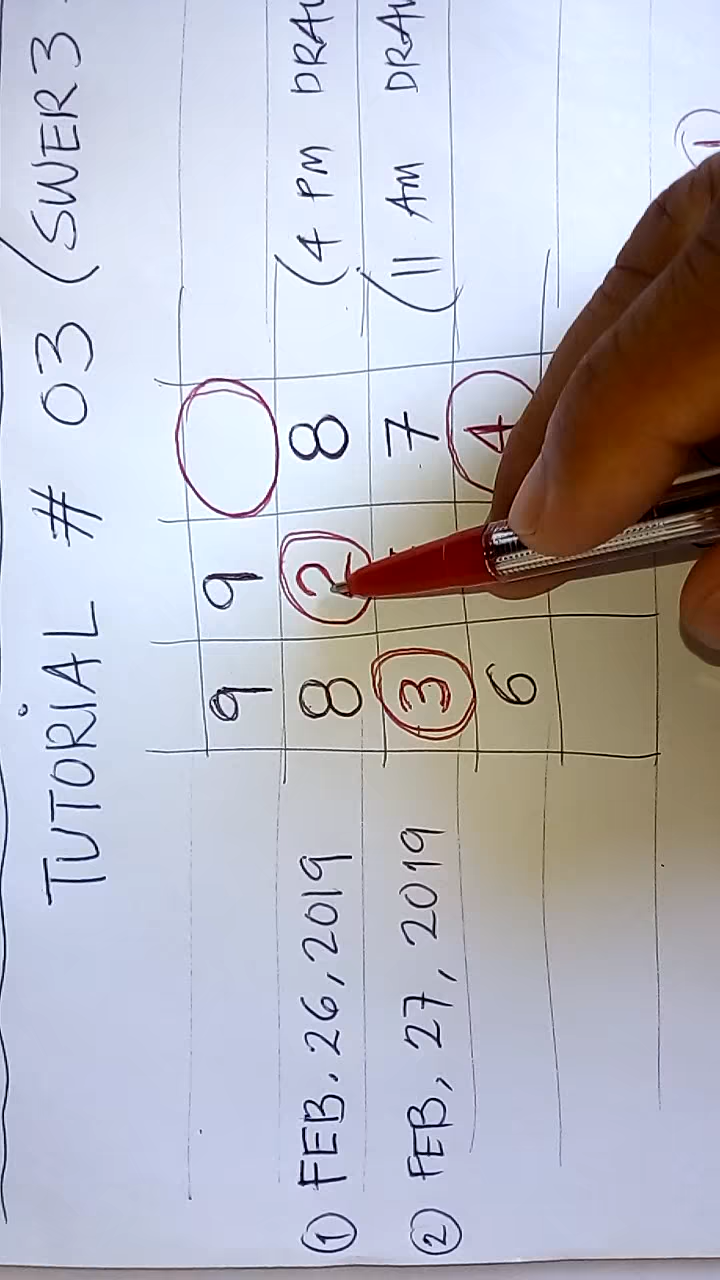 TUTORIAL # 03 (SWER3
9 9
① FEB. 26, 2019 8 2 8 (4 PM DRAW
② FEB, 27, 2019 3 7 (11 AM DRAW
6 4